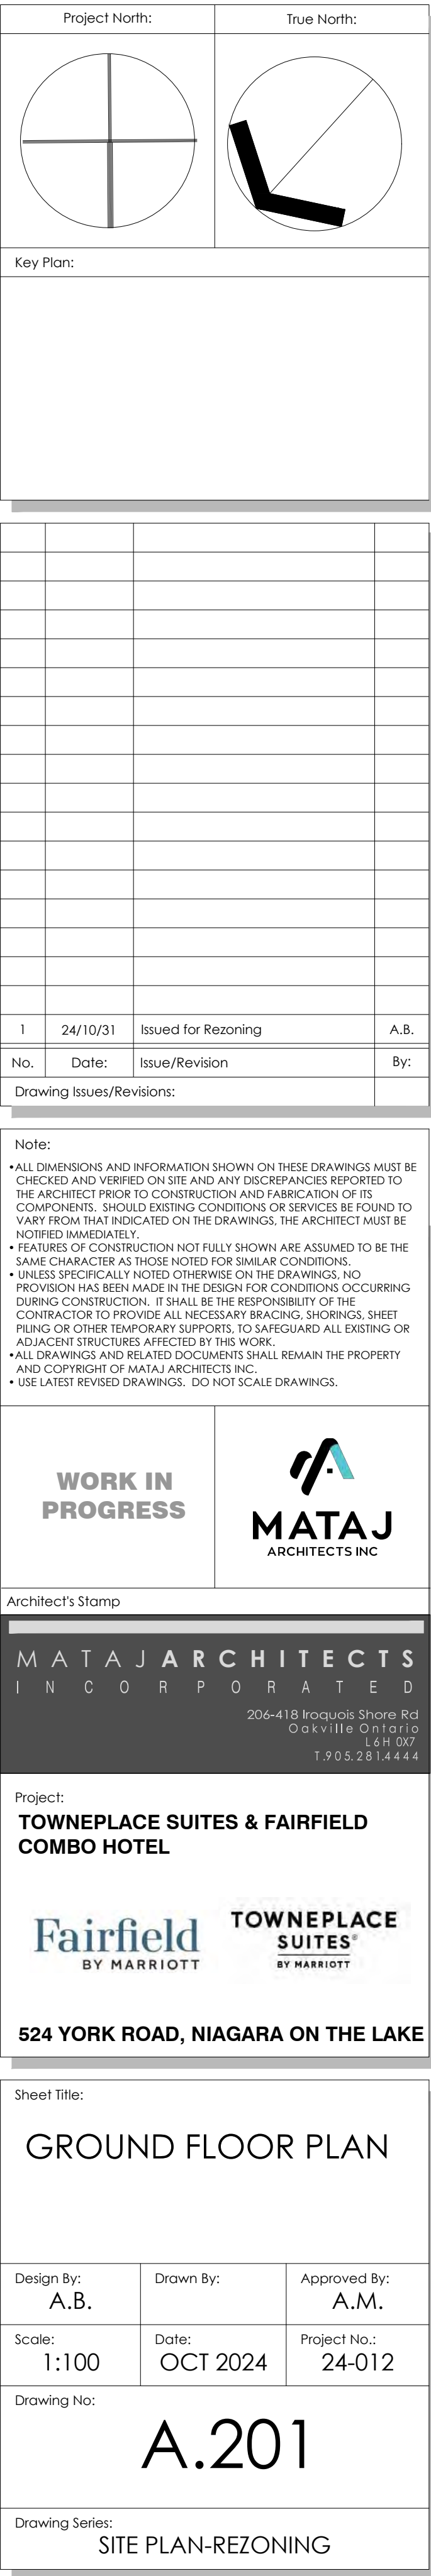 Project North:
True North:
Key Plan:
1 24/10/31 Issued for Rezoning A.B.
No. Date: Issue/Revision By:
Drawing Issues/Revisions:
Note:
•ALL DIMENSIONS AND INFORMATION SHOWN ON THESE DRAWINGS MUST BE
CHECKED AND VERIFIED ON SITE AND ANY DISCREPANCIES REPORTED TO
THE ARCHITECT PRIOR TO CONSTRUCTION AND FABRICATION OF ITS
COMPONENTS. SHOULD EXISTING CONDITIONS OR SERVICES BE FOUND TO
VARY FROM THAT INDICATED ON THE DRAWINGS, THE ARCHITECT MUST BE
NOTIFIED IMMEDIATELY.
• FEATURES OF CONSTRUCTION NOT FULLY SHOWN ARE ASSUMED TO BE THE
SAME CHARACTER AS THOSE NOTED FOR SIMILAR CONDITIONS.
• UNLESS SPECIFICALLY NOTED OTHERWISE ON THE DRAWINGS, NO
PROVISION HAS BEEN MADE IN THE DESIGN FOR CONDITIONS OCCURRING
DURING CONSTRUCTION. IT SHALL BE THE RESPONSIBILITY OF THE
CONTRACTOR TO PROVIDE ALL NECESSARY BRACING, SHORINGS, SHEET
PILING OR OTHER TEMPORARY SUPPORTS, TO SAFEGUARD ALL EXISTING OR
ADJACENT STRUCTURES AFFECTED BY THIS WORK.
•ALL DRAWINGS AND RELATED DOCUMENTS SHALL REMAIN THE PROPERTY
AND COPYRIGHT OF MATAJ ARCHITECTS INC.
• USE LATEST REVISED DRAWINGS. DO NOT SCALE DRAWINGS.
WORK IN
PROGRESS
MATAJ
ARCHITECTS INC
Architect's Stamp
MATAJARCHITECTS
INCORPORATED
206-418 Iroquois Shore Rd
Oakville Ontario
L6H 0X7
T.905.281.4444
Project:
TOWNEPLACE SUITES & FAIRFIELD
COMBO HOTEL
Fairfield
BY MARRIOTT
TOWNEPLACE
SUITES®
BY MARRIOTT
524 YORK ROAD, NIAGARA ON THE LAKE
Sheet Title:
GROUND FLOOR PLAN
Design By:
A.B.
Drawn By:
Approved By:
A.M.
Scale:
1:100
Date:
OCT 2024
Project No.:
24-012
Drawing No:
A.201
Drawing Series:
SITE PLAN-REZONING